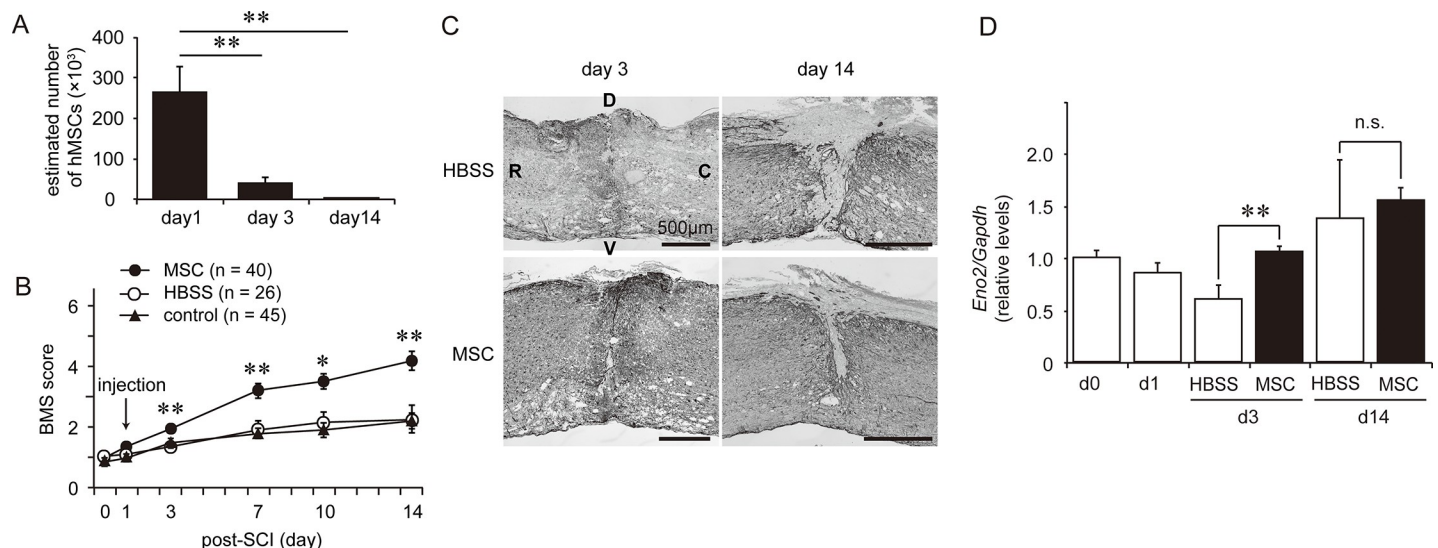 A
estimated number
of hMSCs (×10³)
400
300
200
100
0
**
**
day1
day 3
day14
B
MSC (n = 40)
HBSS (n = 26)
control (n = 45)
BMS score
6
4
2
0
injection
**
**
*
**
0
1
3
7
10
14
post-SCI (day)
C
day 3
day 14
HBSS
D
R
C
V
500μm
MSC
D
Eno2/Gapdh
(relative levels)
2.0
1.5
1.0
0.5
0
**
n.s.
d0
d1
HBSS
MSC
HBSS
MSC
d3
d14